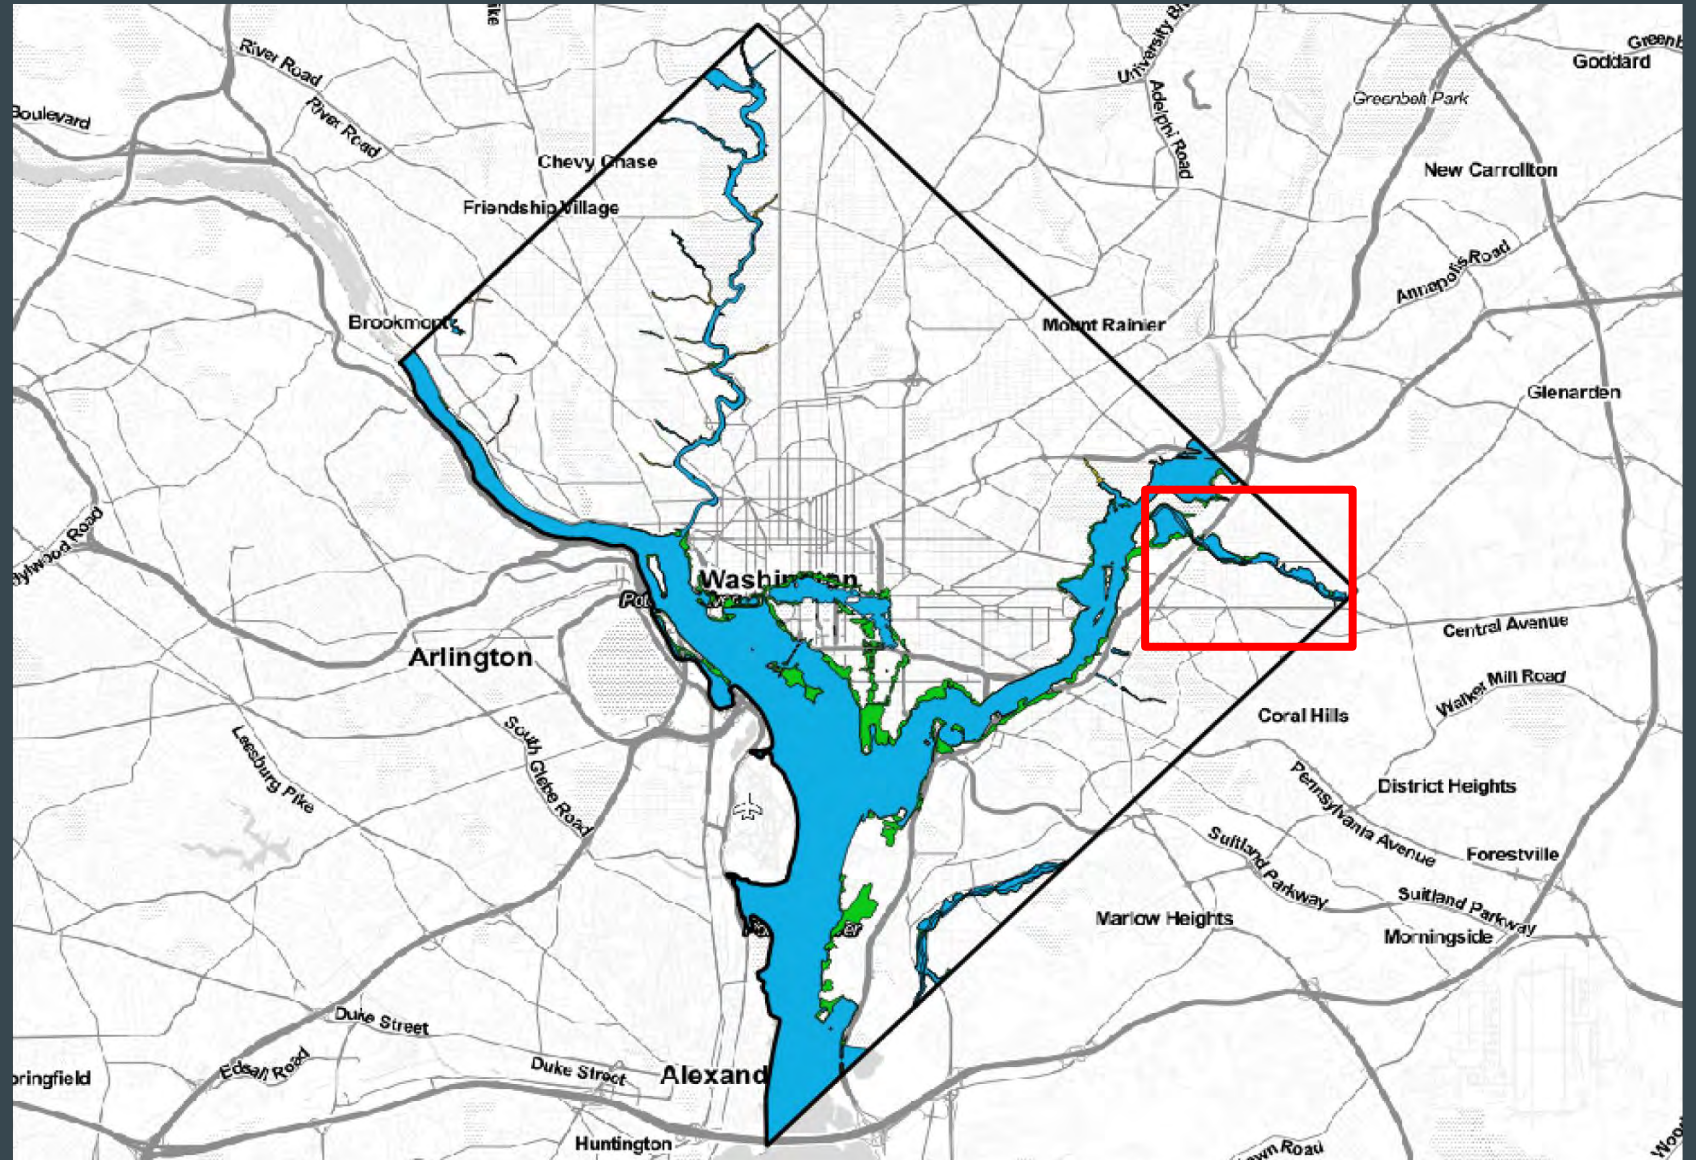 River Road
University B
Greenb
Goddard
Boulevard
River Road
Adelphi Road
Greenbelt Park
Chevy Chase
New Carrollton
Friendship Village
Annapolis Road
Brookmont
Mount Rainier
Glenarden
Washington
Arlington
Central Avenue
Walker Mill Road
Coral Hills
South Glebe Road
Leesburg Pike
District Heights
Pennsylvania Avenue
Suitland Parkway
Forestville
Suitland Parkway
Marlow Heights
Morningside
Duke Street
Edsall Road
Duke Street
Alexand
pringfield
Huntington